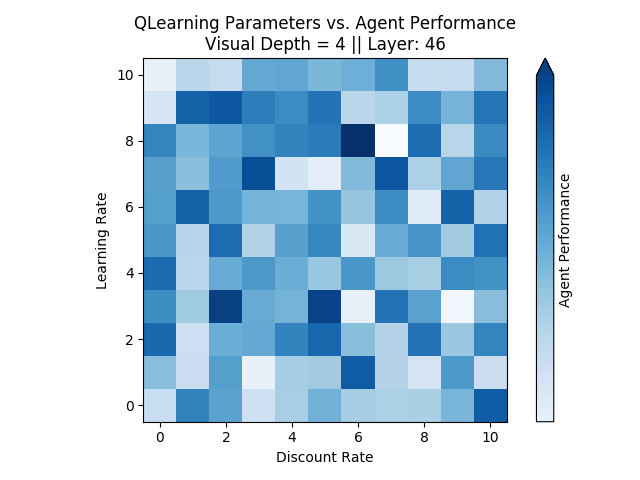 QLearning Parameters vs. Agent Performance
Visual Depth = 4 || Layer: 46
10
8
6
4
2
0
Learning Rate
0 2 4 6 8 10
Discount Rate
Agent Performance